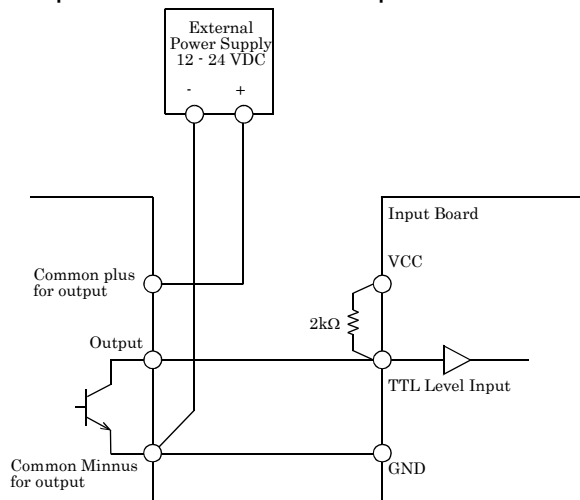 External
Power Supply
12 - 24 VDC
- +
Input Board
VCC
Common plus
for output
2kΩ
Output
TTL Level Input
Common Minnus
for output
GND